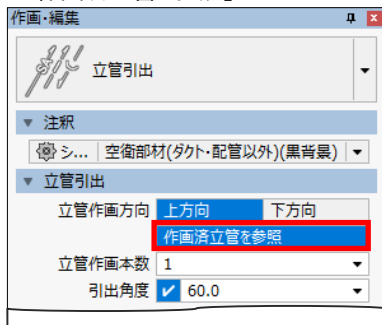 作画・編集
立管引出
注釈
シ... 空衛部材(ダクト・配管以外)(黒背景)
立管引出
立管作画方向 上方向 下方向
作画済立管を参照
立管作画本数 1
引出角度 60.0